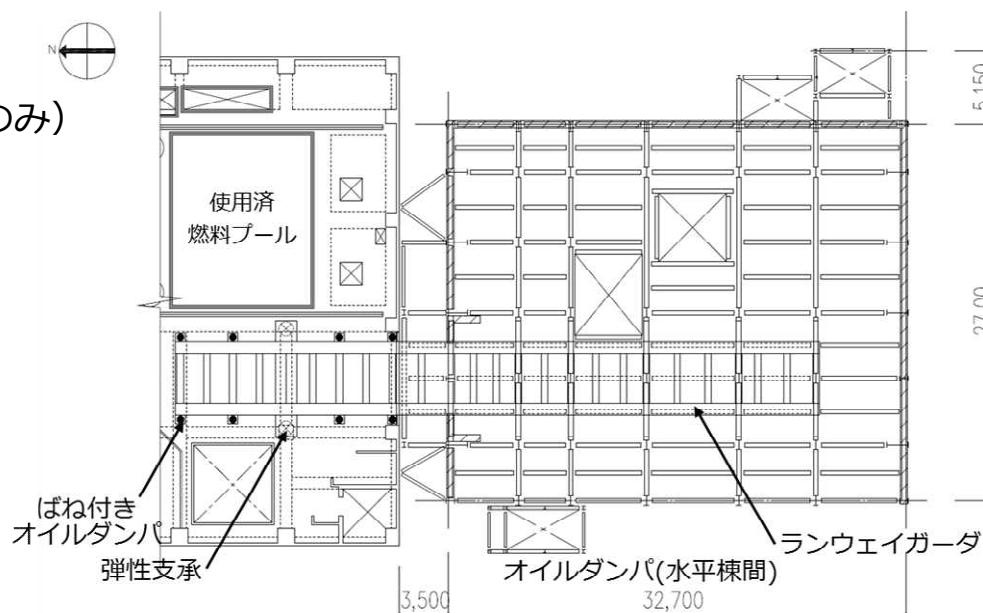 N
のみ)
使用済
燃料プール
ばね付き
オイルダンパ
弾性支承
オイルダンパ(水平棟間)
ランウェイガーダ
3,500
32,700
5,150
27,00